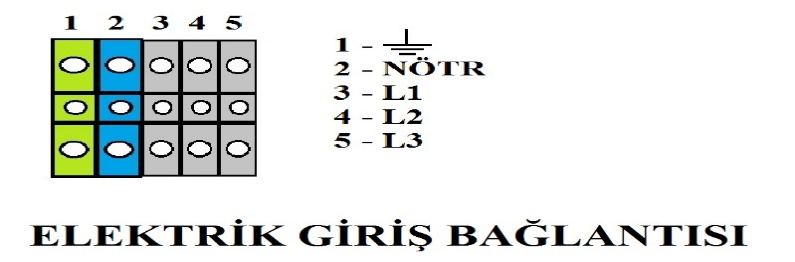 1 2 3 4 5
1 -
2 - NÖTR
3 - L1
4 - L2
5 - L3
ELEKTRİK GİRİŞ BAĞLANTISI